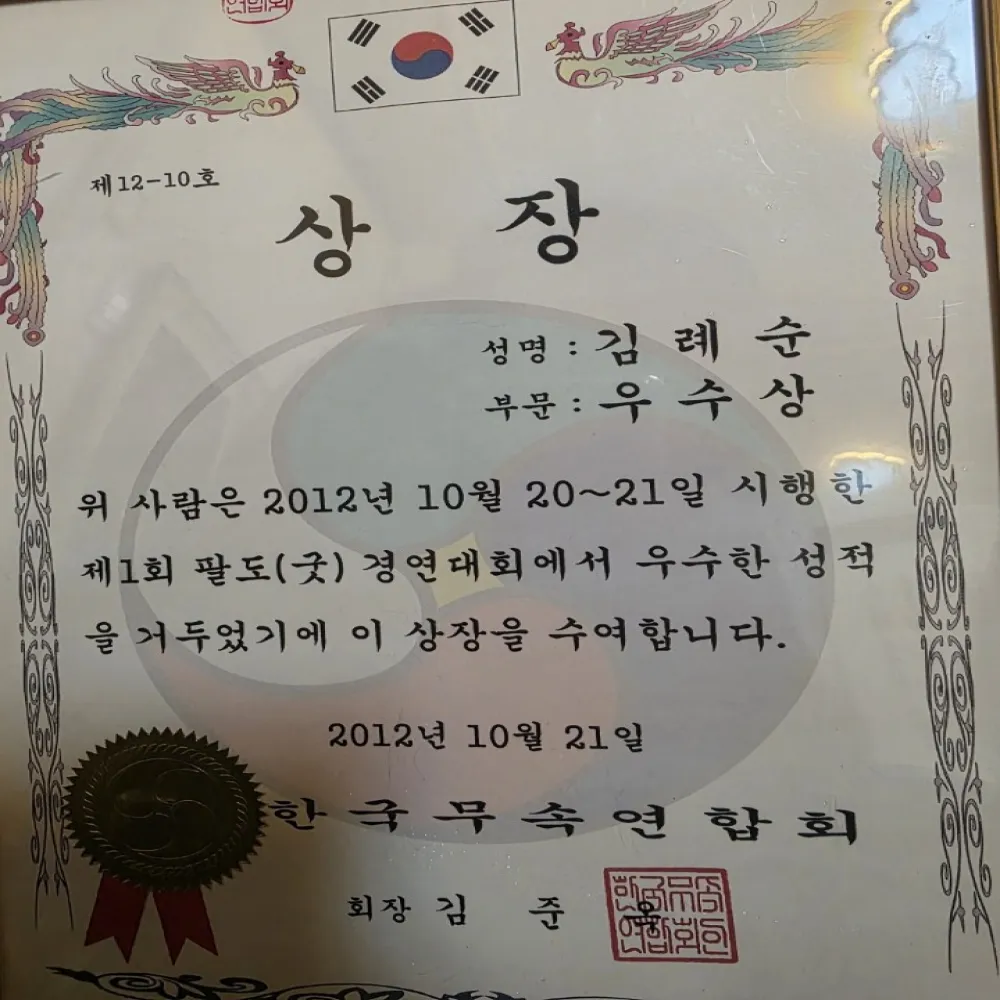 제12-10호
상 장
성명 : 김 례 순
부문 : 우 수 상
위 사람은 2012년 10월 20~21일 시행한
제1회 팔도(굿) 경연대회에서 우수한 성적
을 거두었기에 이 상장을 수여합니다.
2012년 10월 21일
한국무속연합회
회장 김 준